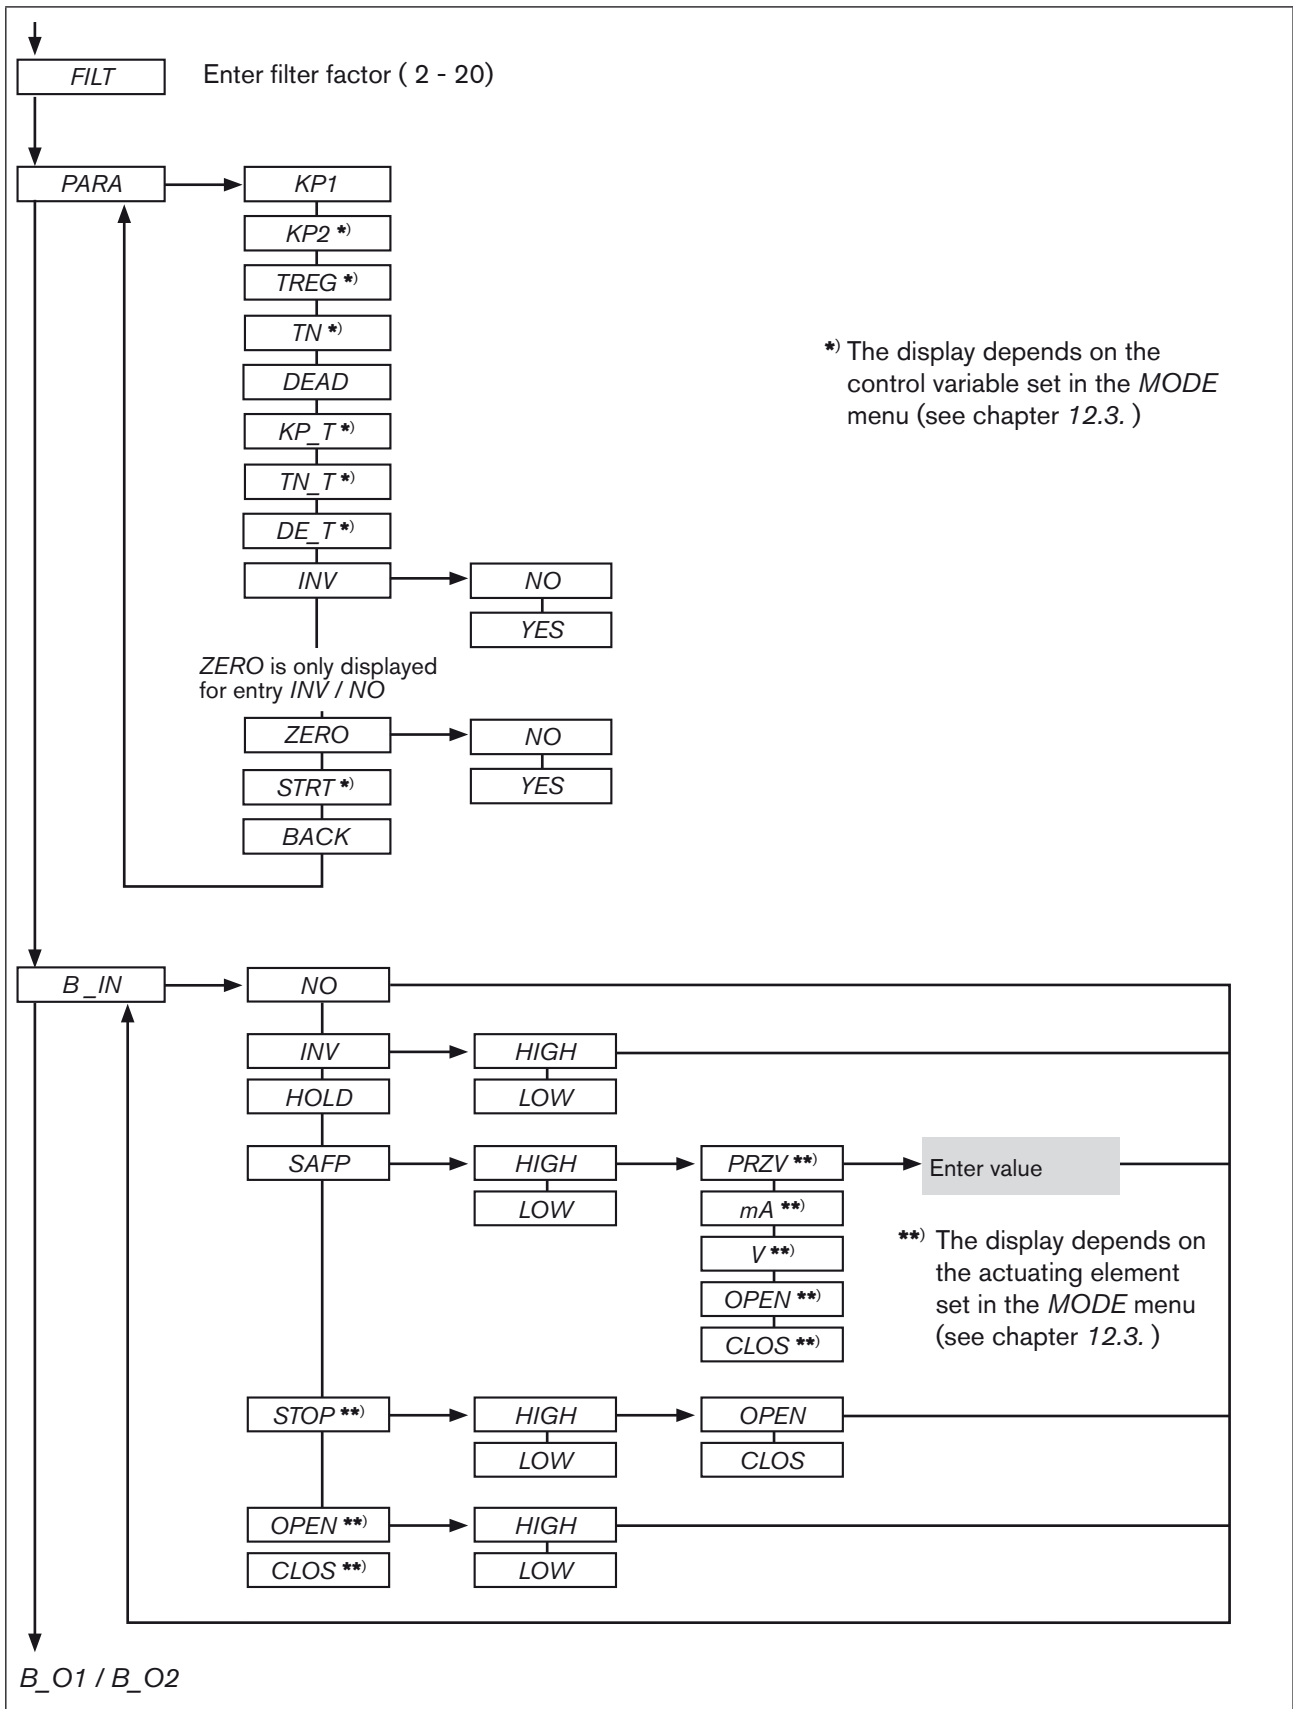 FILT
Enter filter factor ( 2 - 20)
PARA
KP1
KP2 *)
TREG *)
TN *)
DEAD
KP_T *)
TN_T *)
DE_T *)
INV
NO
YES
*) The display depends on the
control variable set in the MODE
menu (see chapter 12.3. )
ZERO is only displayed
for entry INV / NO
ZERO
NO
YES
STRT *)
BACK
B_IN
NO
INV
HIGH
HOLD
LOW
SAFP
HIGH
PRZV **)
Enter value
LOW
mA **)
V **)
OPEN **)
CLOS **)
**) The display depends on
the actuating element
set in the MODE menu
(see chapter 12.3. )
STOP **)
HIGH
OPEN
LOW
CLOS
OPEN **)
HIGH
CLOS **)
LOW
B_O1 / B_O2